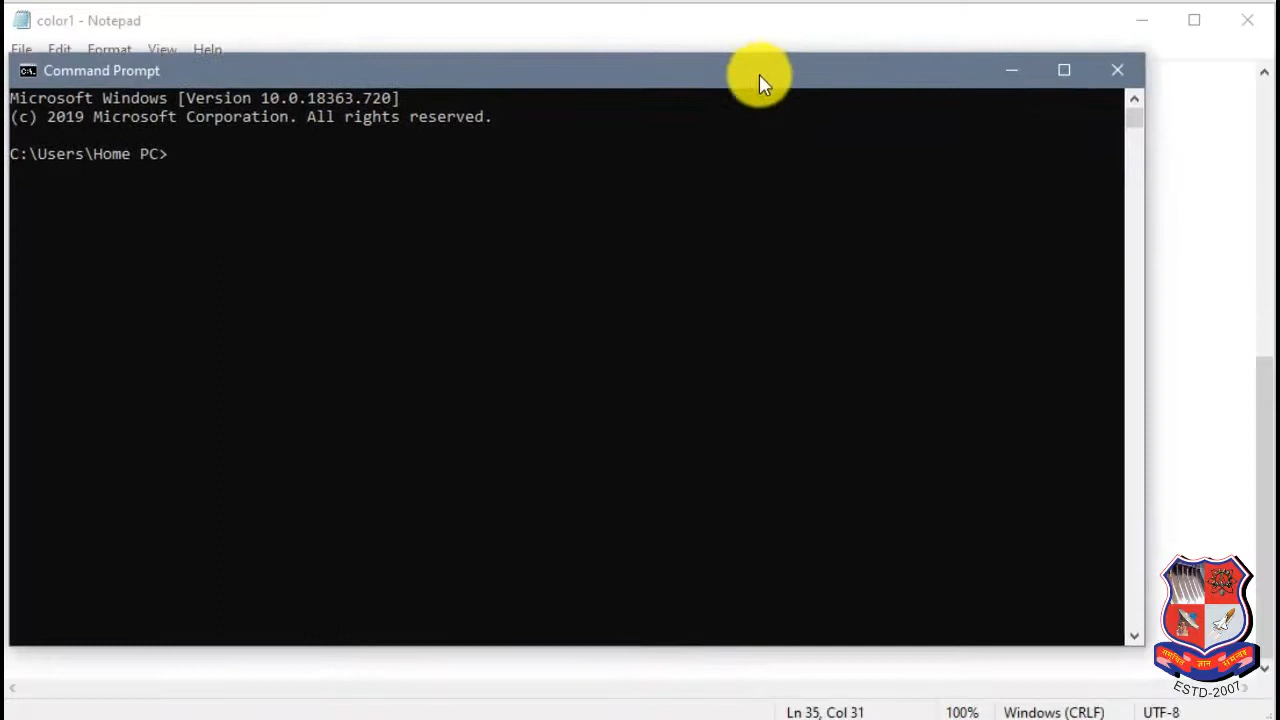 color1 - Notepad
File Edit Format View Help
Command Prompt
Microsoft Windows [Version 10.0.18363.720]
(c) 2019 Microsoft Corporation. All rights reserved.
C:\Users\Home PC>
ज्ञान
ESTD-2007
Ln 35, Col 31 100% Windows (CRLF) UTF-8